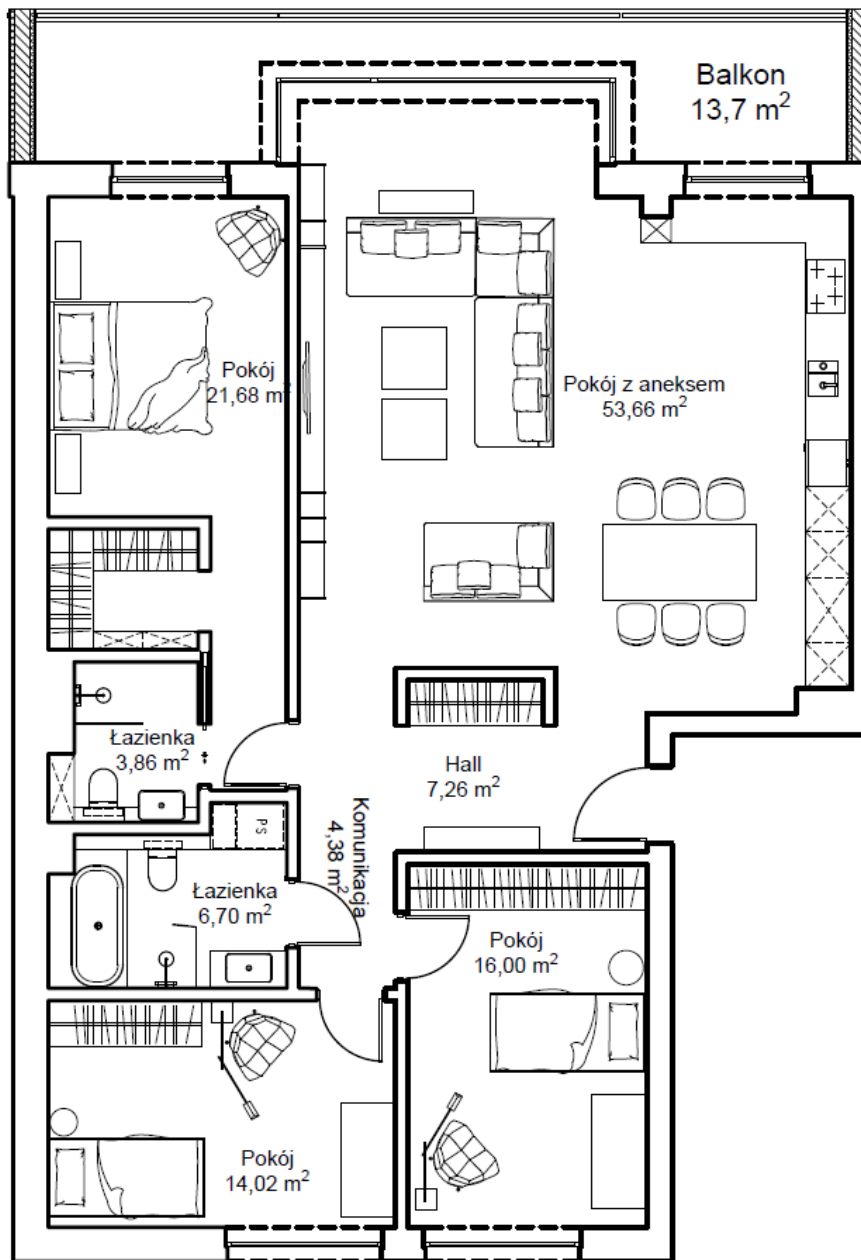 Balkon
13,7 m²
Pokój
21,68 m²
Pokój z aneksem
53,66 m²
Łazienka
3,86 m²
Hall
7,26 m²
Komunikacja
4,38 m²
PS
Łazienka
6,70 m²
Pokój
16,00 m²
Pokój
14,02 m²